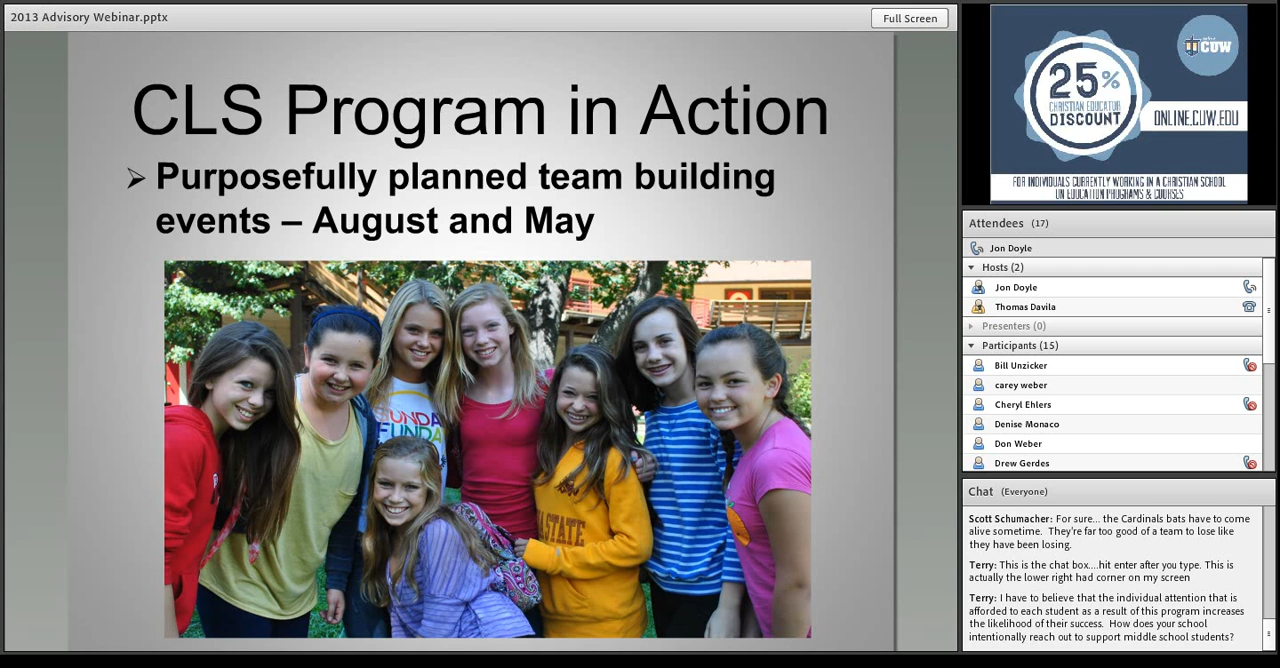 2013 Advisory Webinar.pptx
Full Screen
CLS Program in Action
Purposefully planned team building
events – August and May
FUNDA
FUNDA
STATE
25%
CHRISTIAN EDUCATOR
DISCOUNT
CUW
ONLINE.CUW.EDU
FOR INDIVIDUALS CURRENTLY WORKING IN A CHRISTIAN SCHOOL
ON EDUCATION PROGRAMS & COURSES
Attendees (17)
Jon Doyle
Hosts (2)
Jon Doyle
Thomas Davila
Presenters (0)
Participants (15)
Bill Unzicker
carey weber
Cheryl Ehlers
Denise Monaco
Don Weber
Drew Gerdes
Chat (Everyone)
Scott Schumacher: For sure... the Cardinals bats have to come
alive sometime. They're far too good of a team to lose like
they have been losing.
Terry: This is the chat box....hit enter after you type. This is
actually the lower right had corner on my screen
Terry: I have to believe that the individual attention that is
afforded to each student as a result of this program increases
the likelihood of their success. How does your school
intentionally reach out to support middle school students?